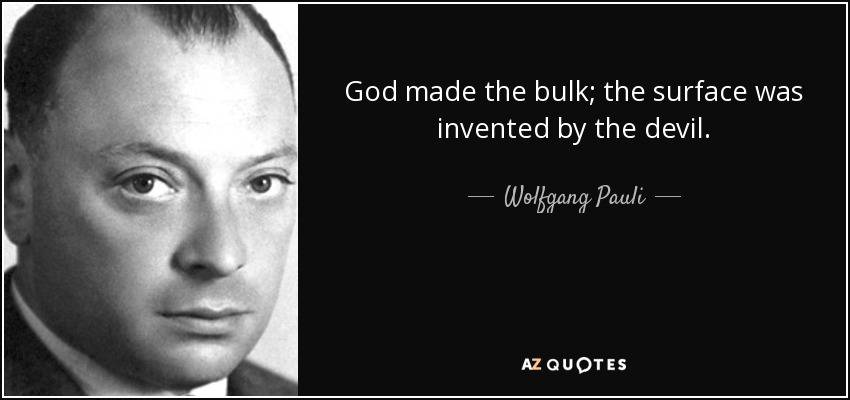 God made the bulk; the surface was
invented by the devil.
Wolfgang Pauli
AZ QUOTES